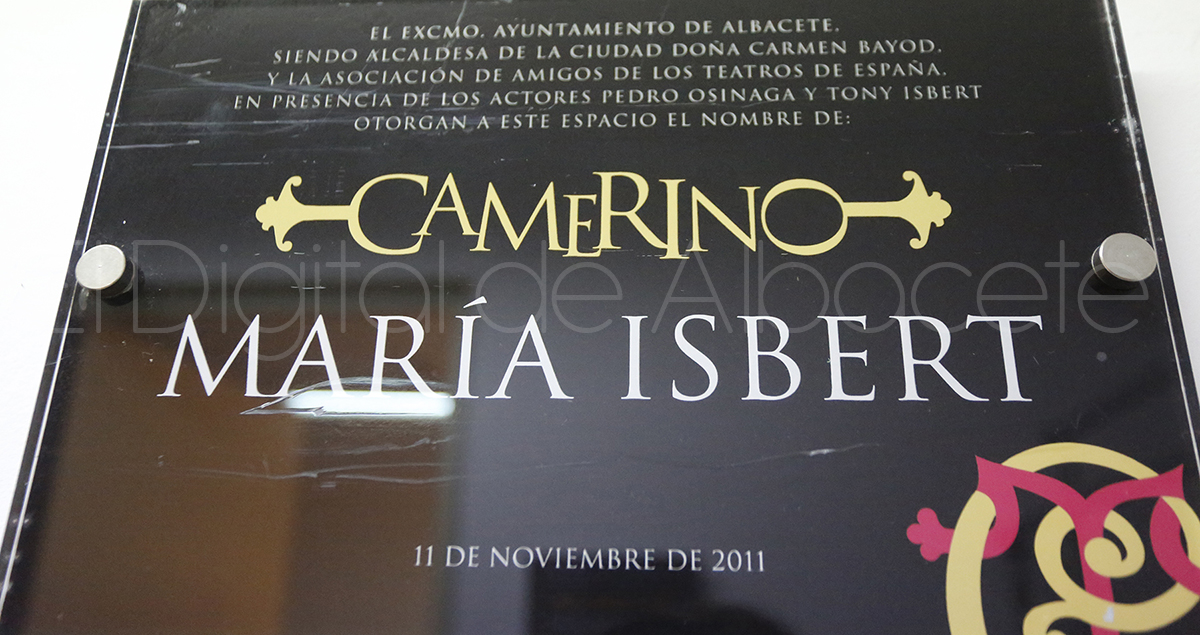 EL EXCMO. AYUNTAMIENTO DE ALBACETE,
SIENDO ALCALDESA DE LA CIUDAD DOÑA CARMEN BAYOD,
Y LA ASOCIACIÓN DE AMIGOS DE LOS TEATROS DE ESPAÑA,
EN PRESENCIA DE LOS ACTORES PEDRO OSINAGA Y TONY ISBERT
OTORGAN A ESTE ESPACIO EL NOMBRE DE:
CAMERINO
El Digital de Albacete
MARÍA ISBERT
11 DE NOVIEMBRE DE 2011